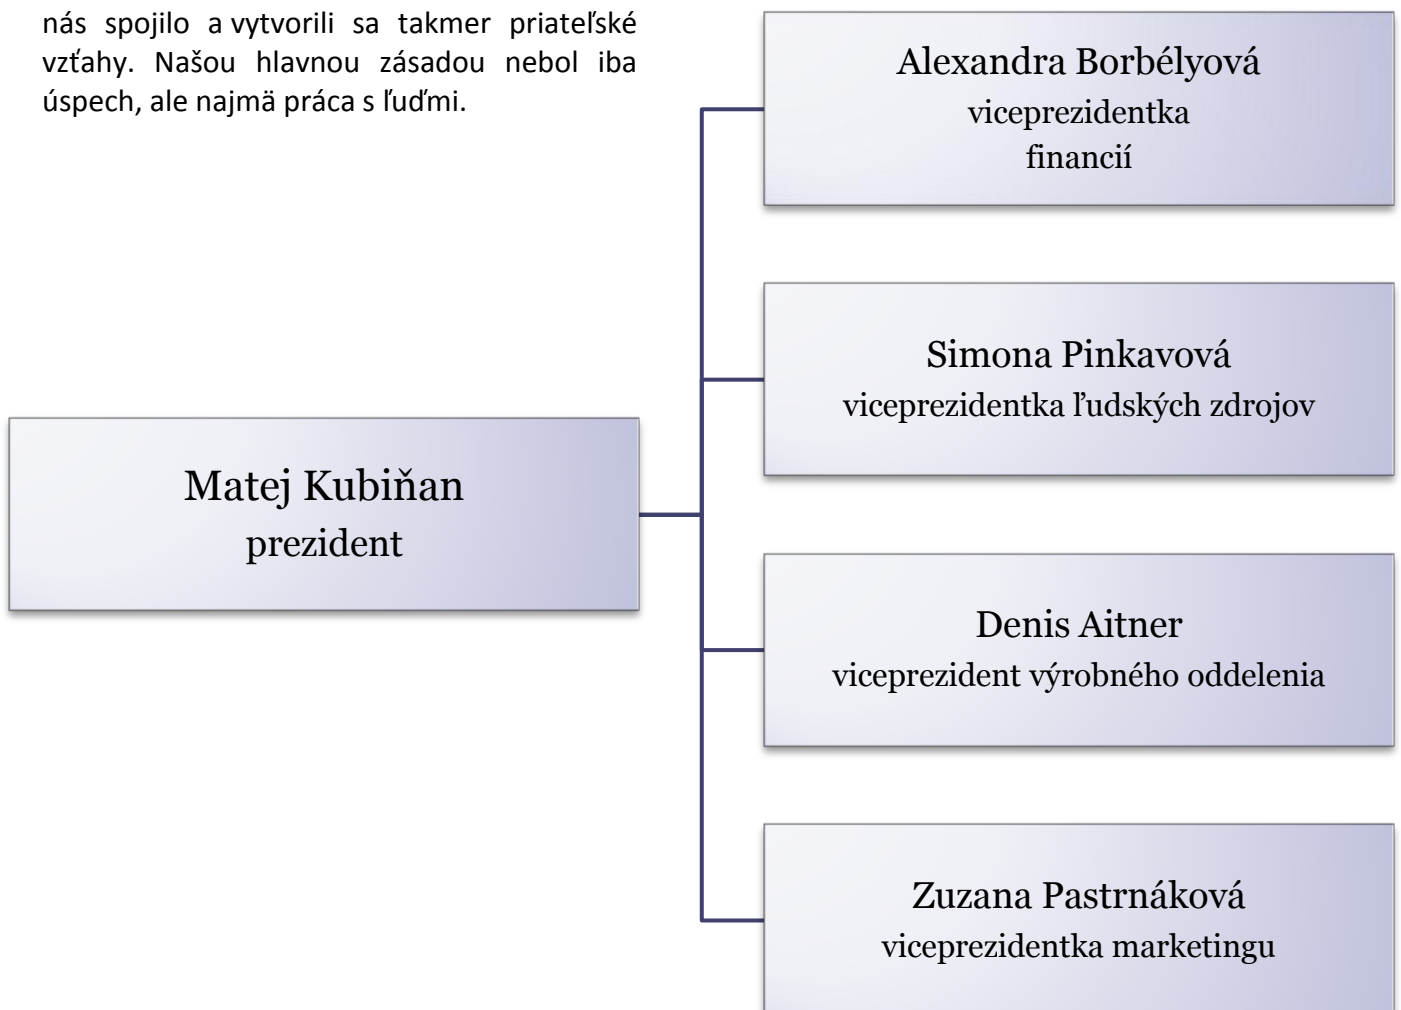 nás spojilo a vytvorili sa takmer priateľské
vzťahy. Našou hlavnou zásadou nebol iba
úspech, ale najmä práca s ľuďmi.
Alexandra Borbélyová
viceprezidentka
financií
Simona Pinkavová
viceprezidentka ľudských zdrojov
Matej Kubiňan
prezident
Denis Aitner
viceprezident výrobného oddelenia
Zuzana Pastrnáková
viceprezidentka marketingu